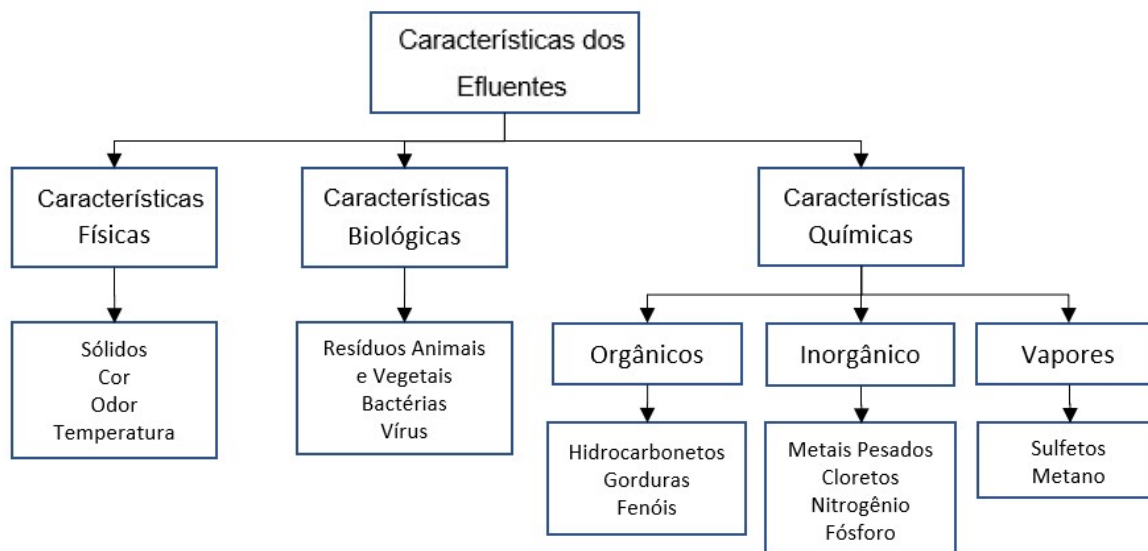 Características dos
Efluentes
Características
Físicas
Características
Biológicas
Características
Químicas
Sólidos
Cor
Odor
Temperatura
Resíduos Animais
e Vegetais
Bactérias
Vírus
Orgânicos
Inorgânico
Vapores
Hidrocarbonetos
Gorduras
Fenóis
Metais Pesados
Cloretos
Nitrogênio
Fósforo
Sulfetos
Metano